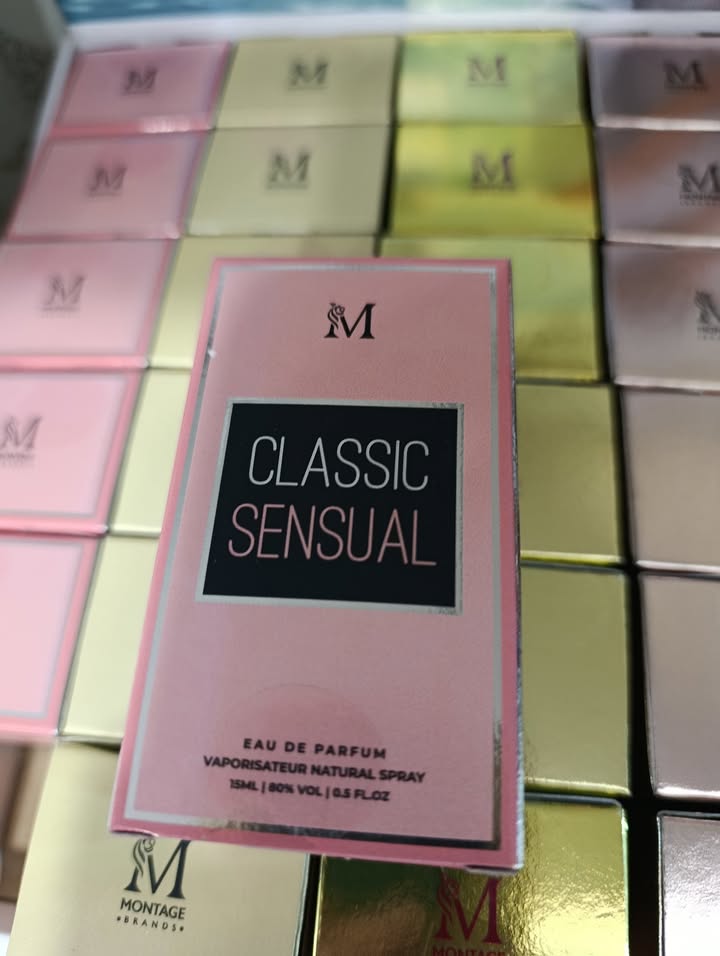 M
M
M
M
M
M
M
M
M
M
M
CLASSIC
SENSUAL
EAU DE PARFUM
VAPORISATEUR NATURAL SPRAY
15ML | 80% VOL | 0.5 FL.OZ
M
MONTAGE
•BRANDS•
M
MONTAGE